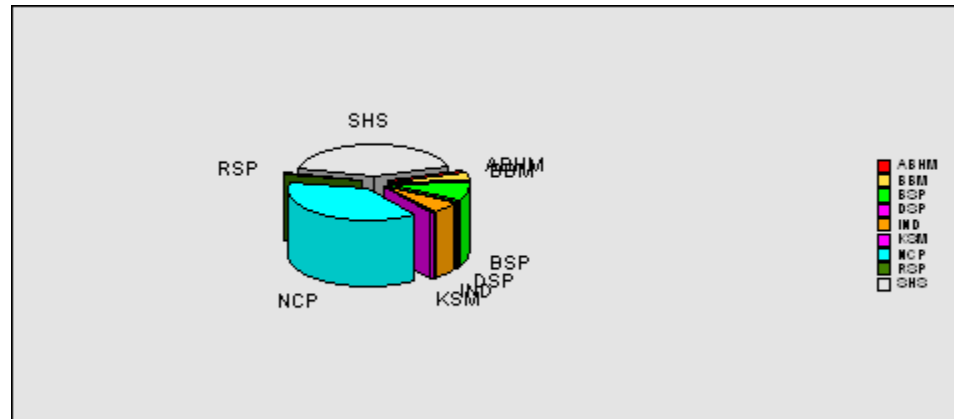 SHS
RSP
ABHM
BBM
BSP
DSP
IND
KSM
NCP
ABHM
BBM
BSP
DSP
IND
KSM
NCP
RSP
SHS